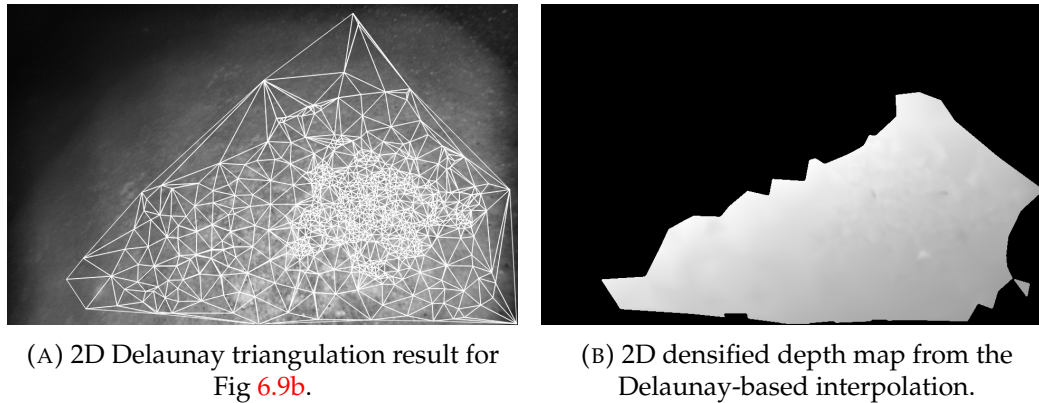 (A) 2D Delaunay triangulation result for
Fig 6.9b.
(B) 2D densified depth map from the
Delaunay-based interpolation.